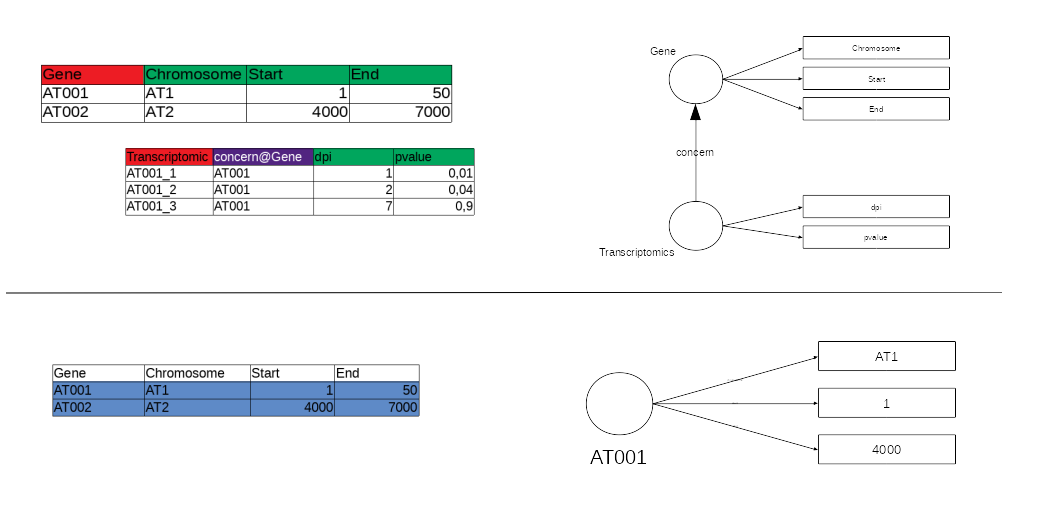 Gene Chromosome Start End
AT001 AT1 1 50
AT002 AT2 4000 7000
Transcriptomic concern@Gene dpi pvalue
AT001_1 AT001 1 0,01
AT001_2 AT001 2 0,04
AT001_3 AT001 7 0,9
Gene
Chromosome
Start
End
concern
dpi
pvalue
Transcriptomics
Gene Chromosome Start End
AT001 AT1 1 50
AT002 AT2 4000 7000
AT1
1
4000
AT001